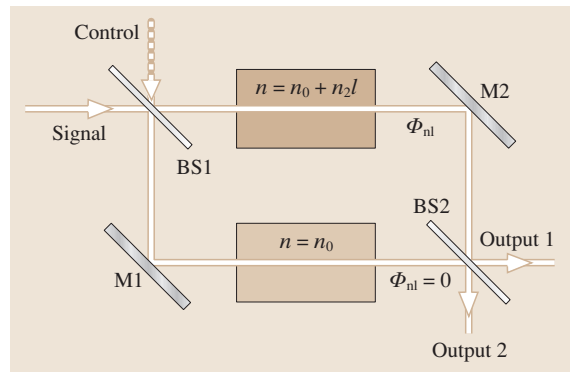 Control
n = n₀ + n₂I
M2
Signal
Φnl
BS1
BS2
n = n₀
Output 1
M1
Φnl = 0
Output 2